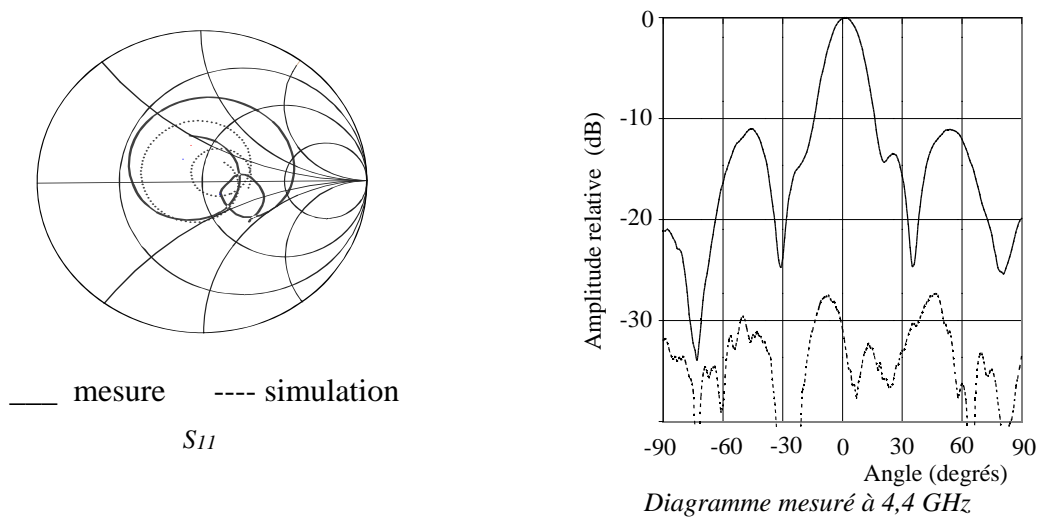 ___ mesure ---- simulation
S11
0
-10
-20
-30
Amplitude relative (dB)
-90 -60 -30 0 30 60 90
Angle (degrés)
Diagramme mesuré à 4,4 GHz